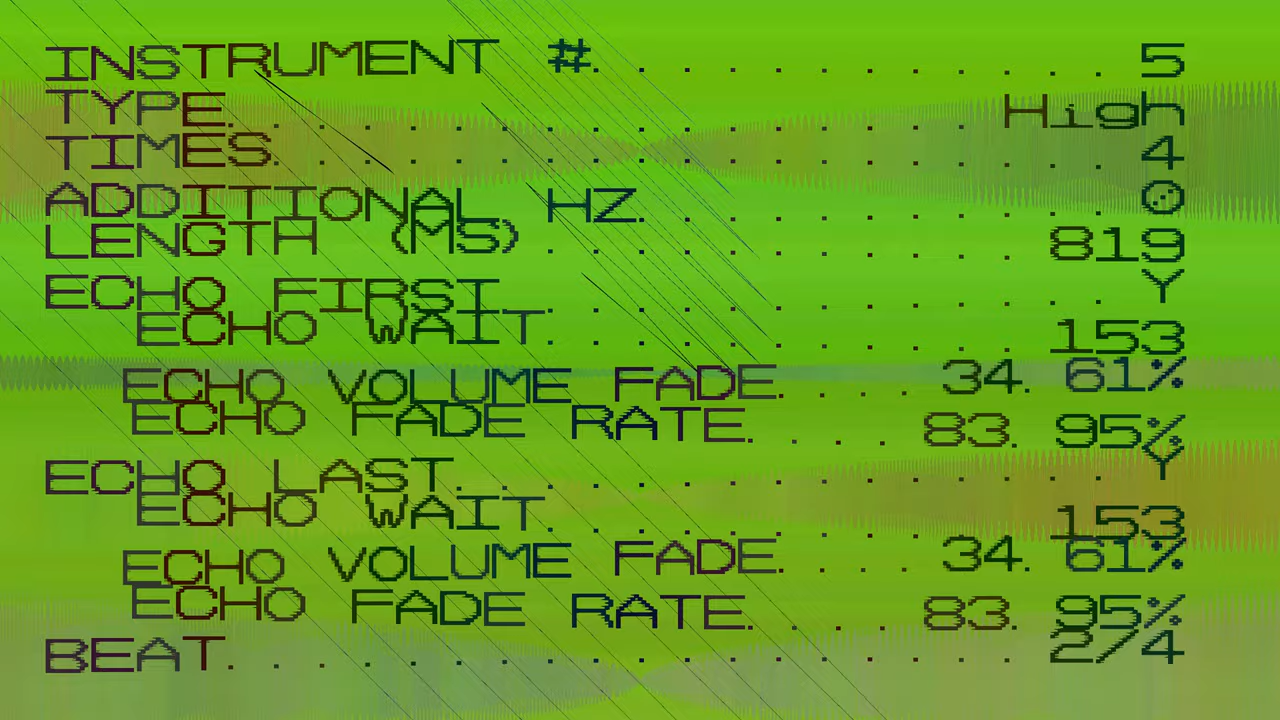 INSTRUMENT #. . . . . . . . . . . . 5
TYPE. . . . . . . . . . . . . . . . . High
TIMES. . . . . . . . . . . . . . . . . . . 4
ADDITIONAL HZ. . . . . . . . . . . 0
LENGTH (MS) . . . . . . . . . . . 819
ECHO FIRST. . . . . . . . . . . . . . Y
ECHO WAIT. . . . . . . . . . . 153
ECHO VOLUME FADE. . . . 34. 61%
ECHO FADE RATE. . . . 83. 95%
ECHO LAST. . . . . . . . . . . . . . . Y
ECHO WAIT. . . . . . . . . . . 153
ECHO VOLUME FADE. . . . 34. 61%
ECHO FADE RATE. . . . 83. 95%
BEAT. . . . . . . . . . . . . . . . . . 2/4